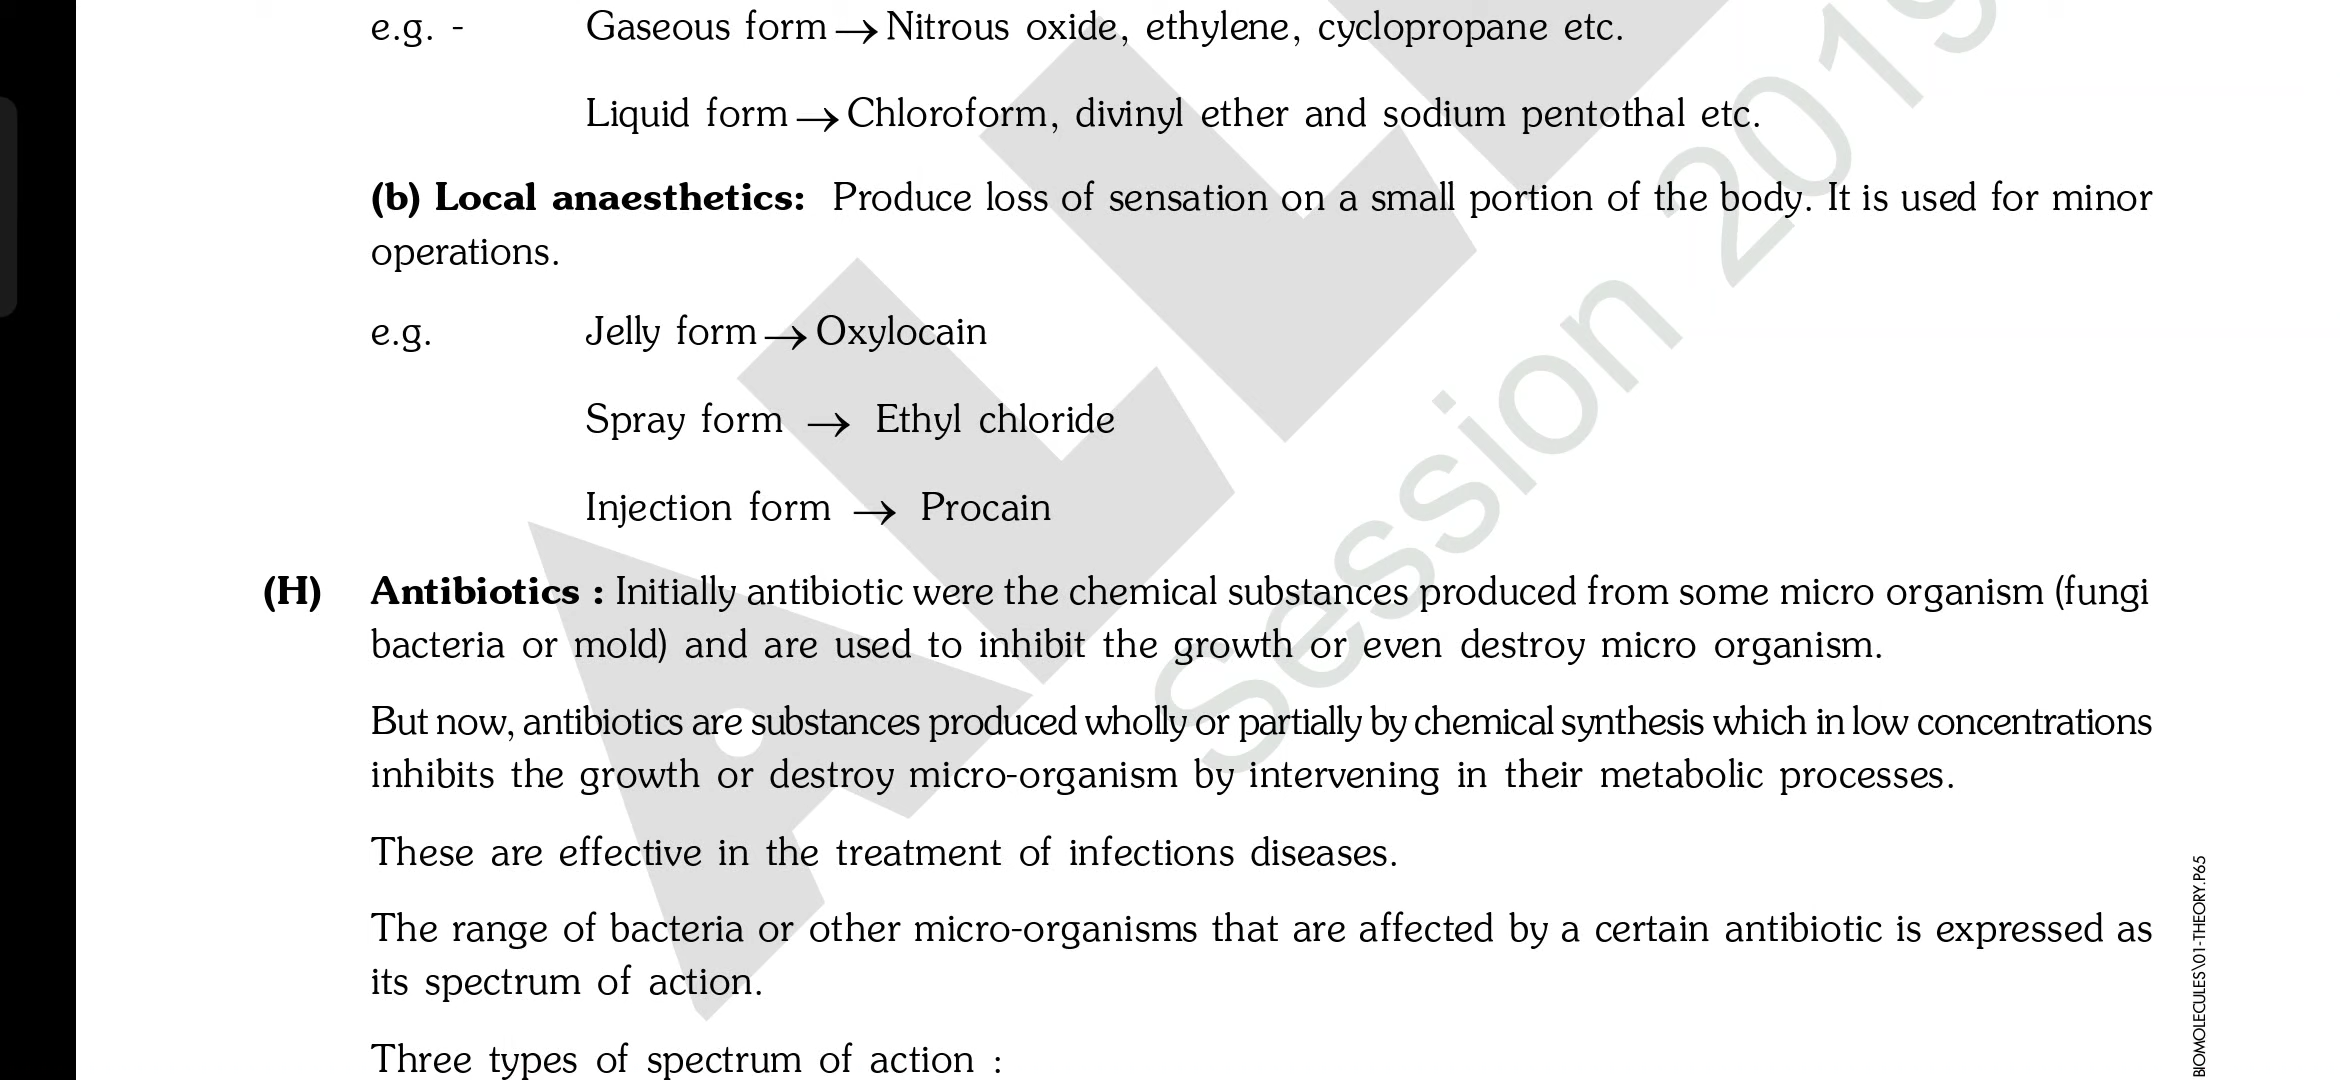 e.g. - Gaseous form → Nitrous oxide, ethylene, cyclopropane etc.
Liquid form → Chloroform, divinyl ether and sodium pentothal etc.
(b) Local anaesthetics: Produce loss of sensation on a small portion of the body. It is used for minor
operations.
e.g. Jelly form → Oxylocain
Spray form → Ethyl chloride
Injection form → Procain
(H) Antibiotics : Initially antibiotic were the chemical substances produced from some micro organism (fungi
bacteria or mold) and are used to inhibit the growth or even destroy micro organism.
But now, antibiotics are substances produced wholly or partially by chemical synthesis which in low concentrations
inhibits the growth or destroy micro-organism by intervening in their metabolic processes.
These are effective in the treatment of infections diseases.
The range of bacteria or other micro-organisms that are affected by a certain antibiotic is expressed as
its spectrum of action.
Three types of spectrum of action :
BIOMOLECULES\01-THEORY.P65
ALL
Session 2019